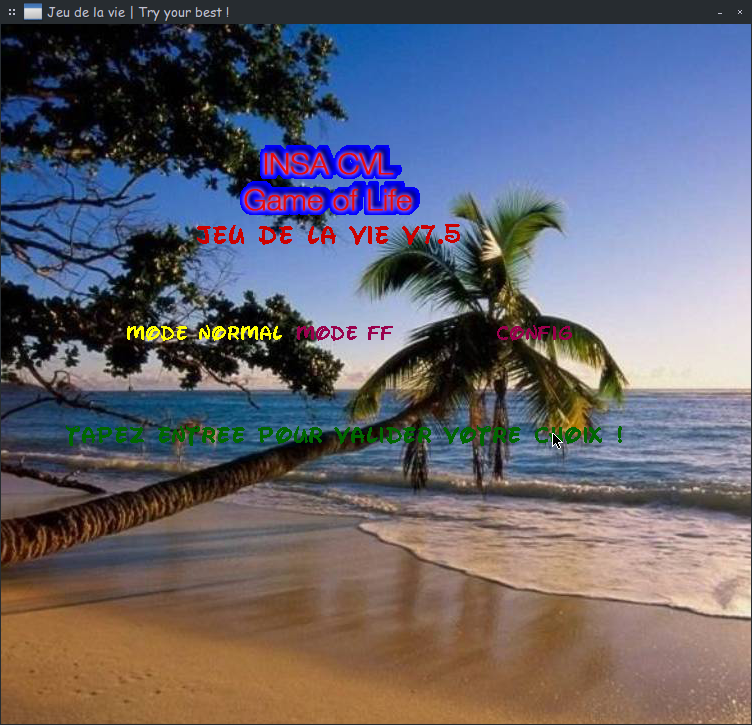 Jeu de la vie | Try your best !
INSA CVL
Game of Life
JEU DE LA VIE V7.5
MODE NORMAL MODE FF CONFIG
TAPEZ ENTREE POUR VALIDER VOTRE CHOIX !